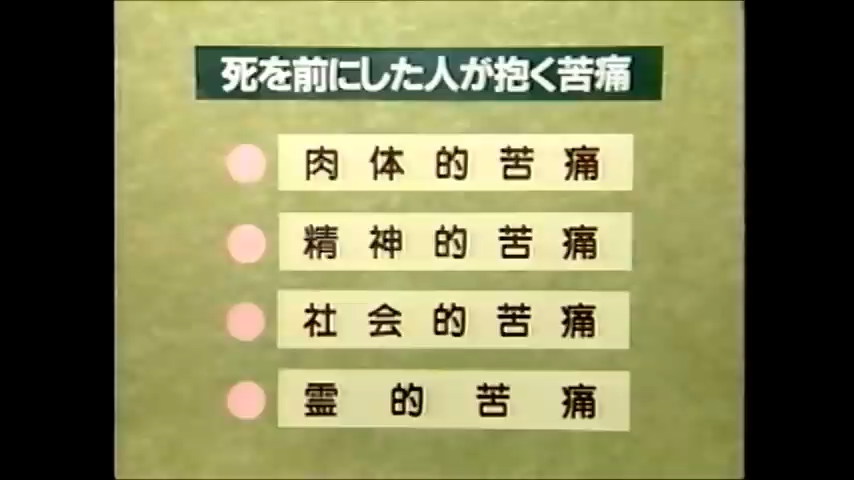 死を前にした人が抱く苦痛
肉体的苦痛
精神的苦痛
社会的苦痛
霊的苦痛